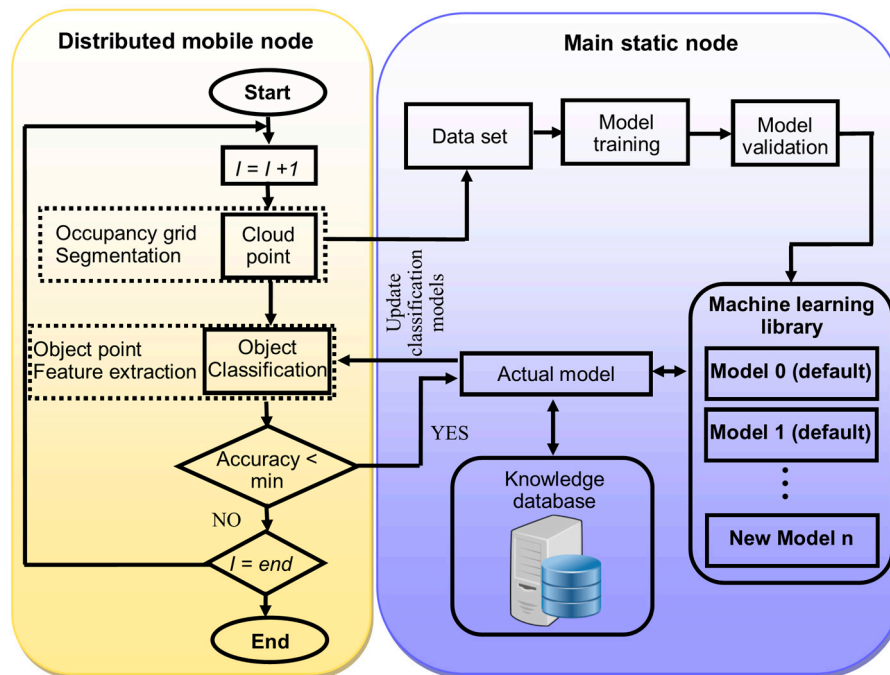 Distributed mobile node
Start
I = I +1
Occupancy grid
Segmentation
Cloud
point
Object point
Feature extraction
Object
Classification
Accuracy <
min
YES
NO
I = end
End
Main static node
Data set
Model
training
Model
validation
Update
classification
models
Actual model
Knowledge
database
Machine learning
library
Model 0 (default)
Model 1 (default)
New Model n